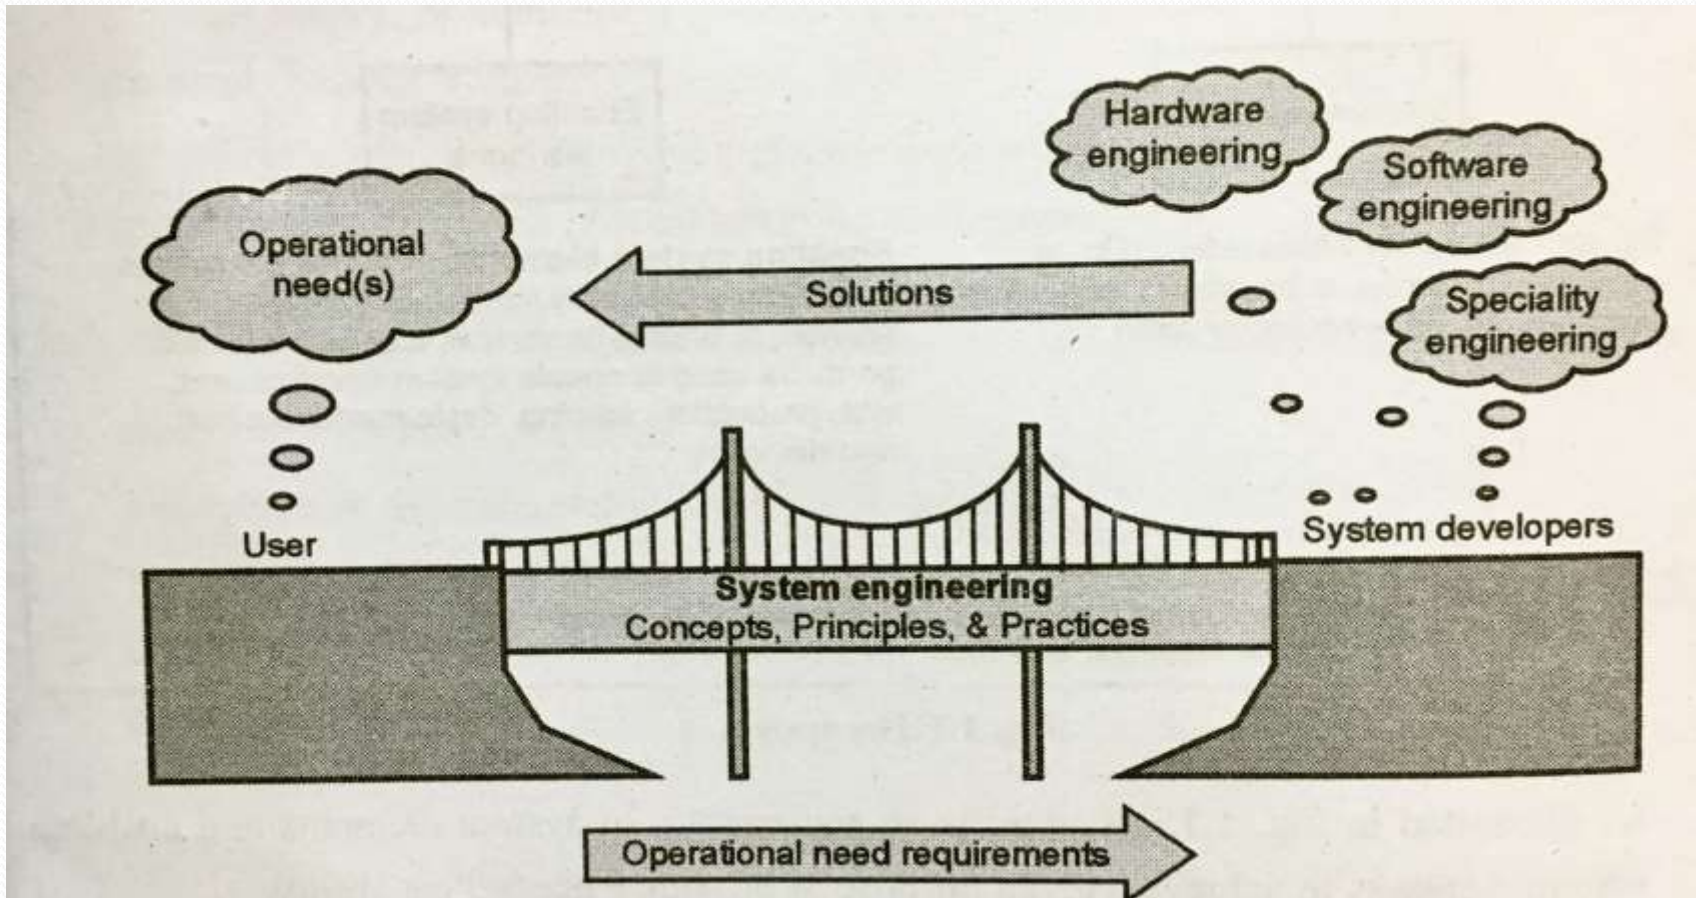 Hardware
engineering
Software
engineering
Operational
need(s)
Solutions
Speciality
engineering
User
System developers
System engineering
Concepts, Principles, & Practices
Operational need requirements